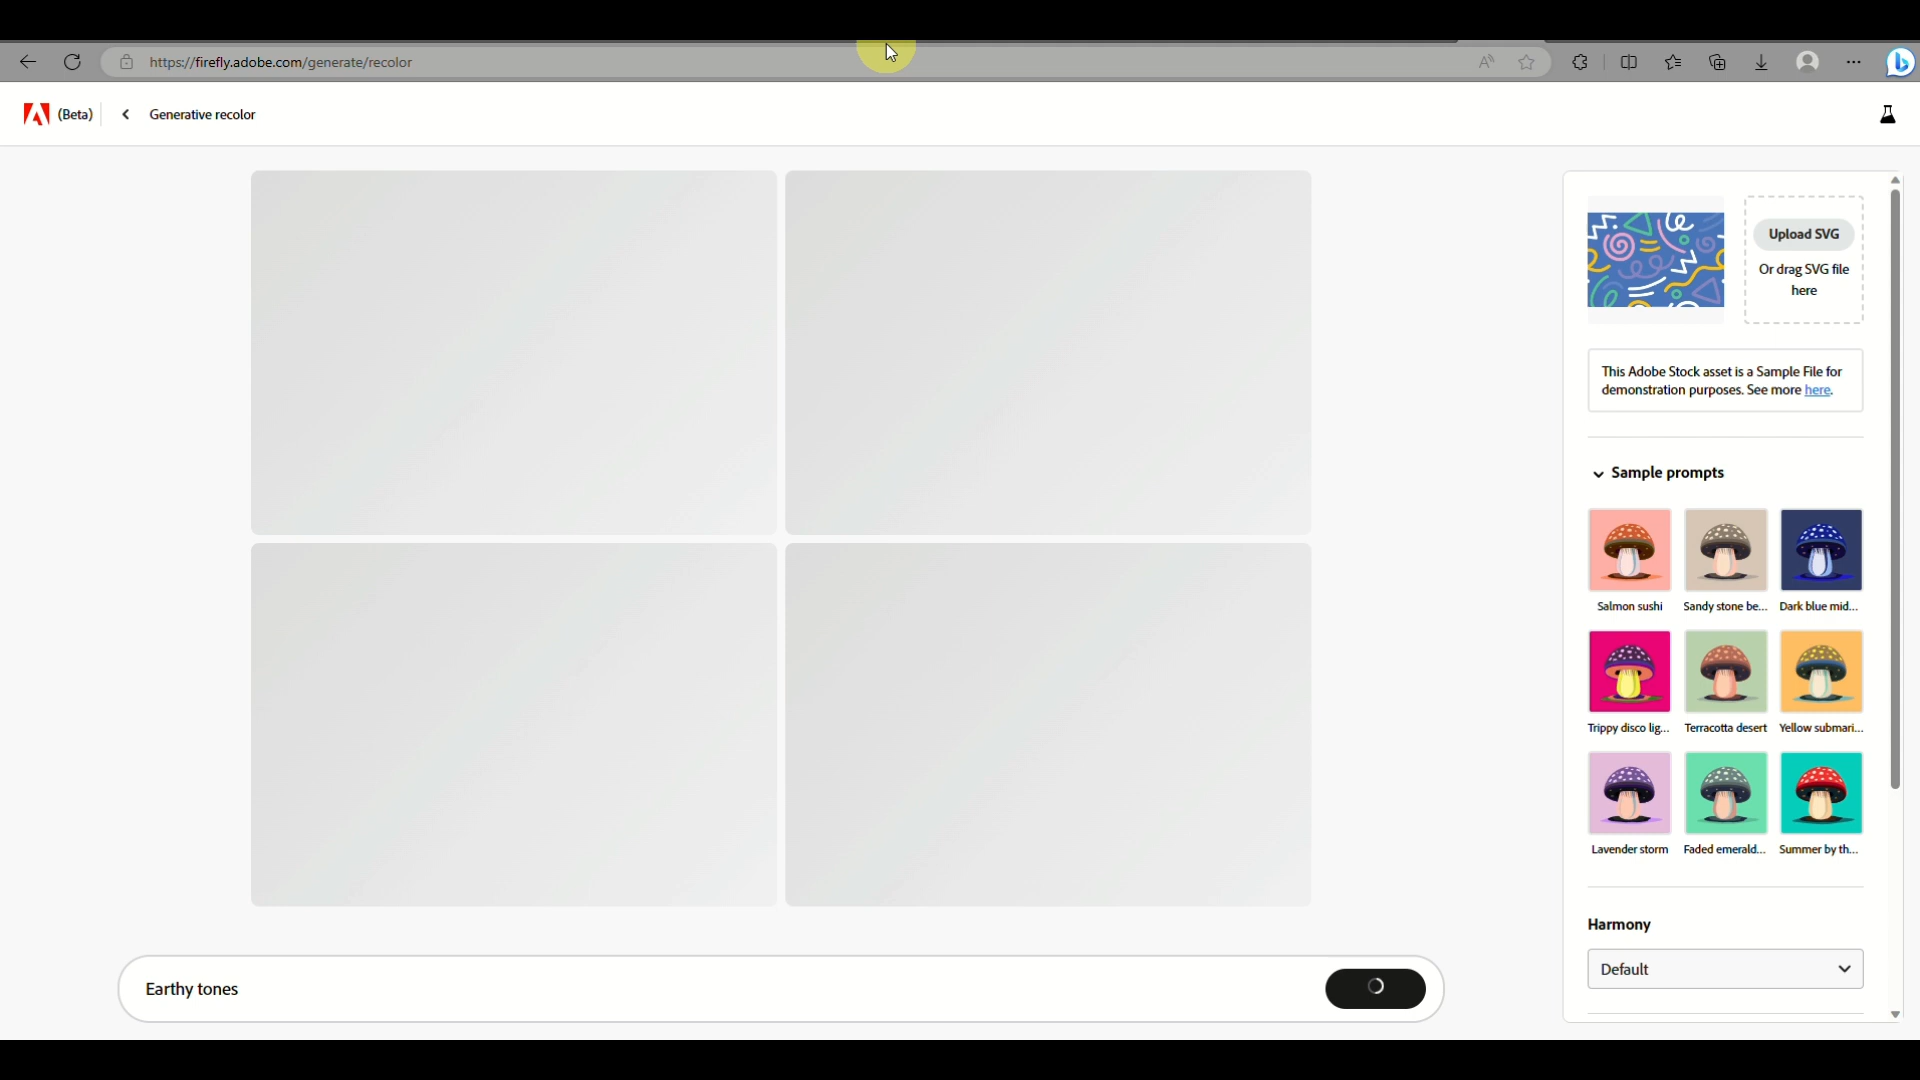 https://firefly.adobe.com/generate/recolor
(Beta)
Generative recolor
Upload SVG
Or drag SVG file
here
This Adobe Stock asset is a Sample File for
demonstration purposes. See more here.
Sample prompts
Salmon sushi
Sandy stone be...
Dark blue mid...
Trippy disco lig...
Terracotta desert
Yellow submari...
Lavender storm
Faded emerald...
Summer by th...
Harmony
Default
Earthy tones